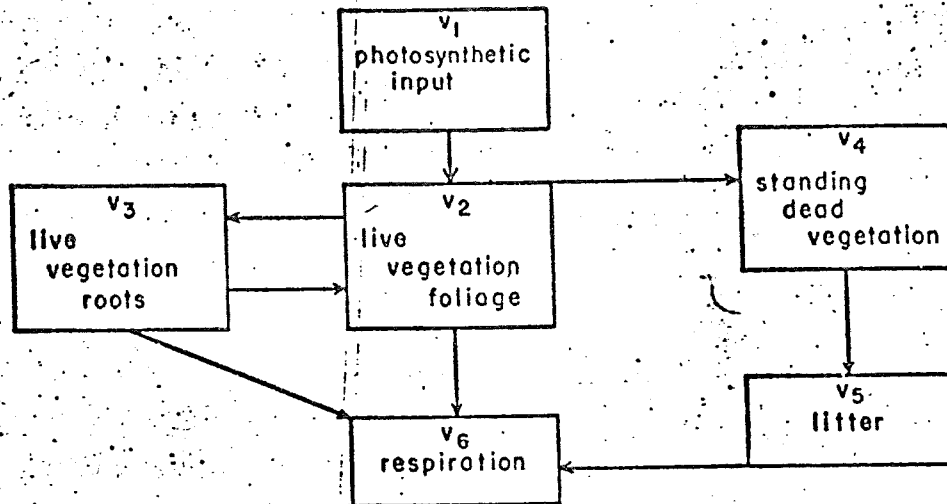 v1
photosynthetic
input
v4
standing
dead
vegetation
v3
live
vegetation
roots
v2
live
vegetation
foliage
v5
litter
v6
respiration